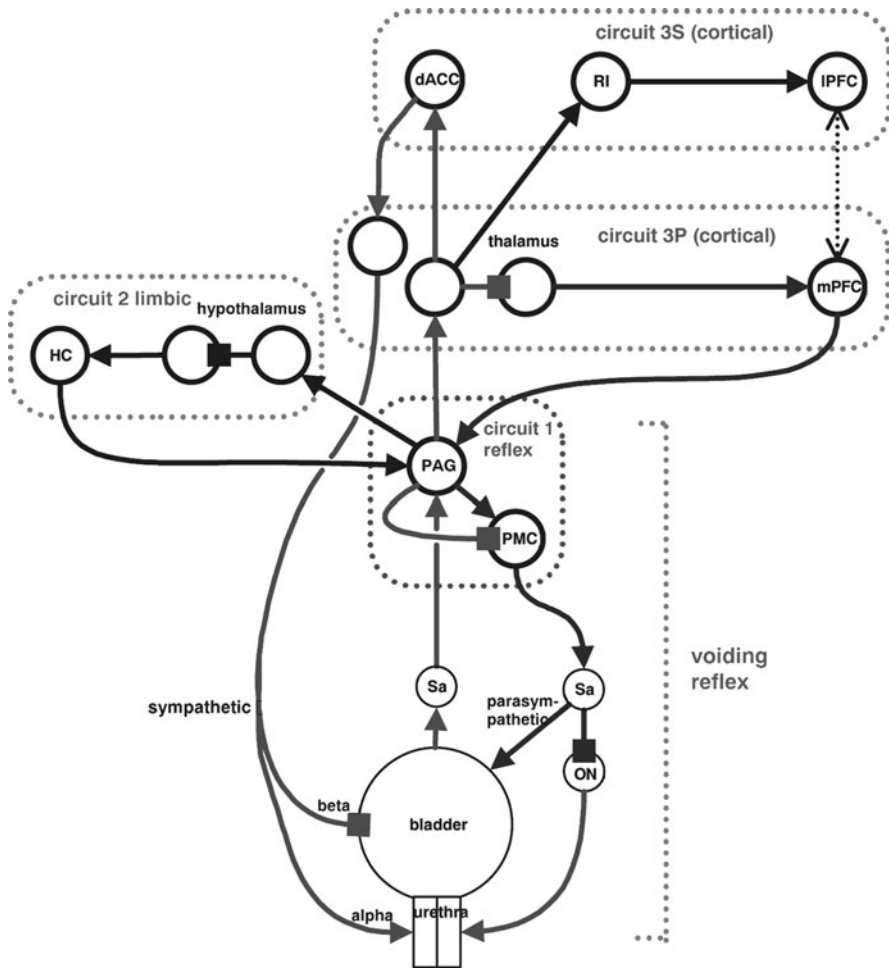 circuit 3S (cortical)
dACC
RI
lPFC
thalamus
circuit 3P (cortical)
mPFC
circuit 2 limbic
hypothalamus
HC
circuit 1
reflex
PAG
PMC
voiding
reflex
Sa
Sa
parasym-
pathetic
sympathetic
ON
beta
bladder
alpha
urethra